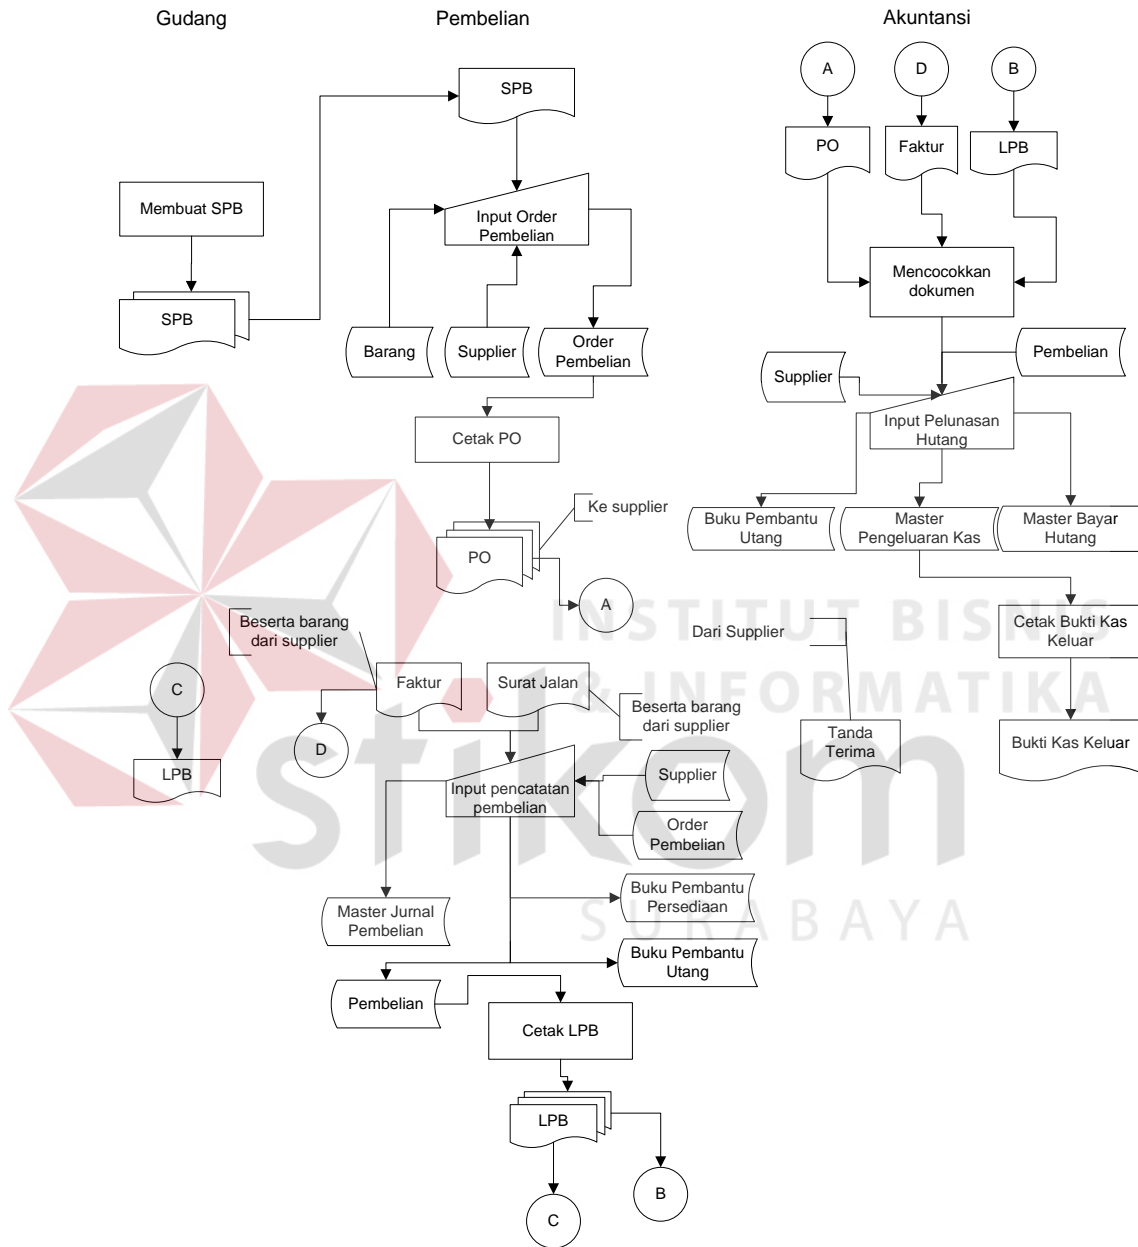 Gudang
Pembelian
Akuntansi
A
D
B
SPB
PO
Faktur
LPB
Membuat SPB
Input Order
Pembelian
Mencocokkan
dokumen
SPB
Barang
Supplier
Order
Pembelian
Supplier
Pembelian
Cetak PO
Input Pelunasan
Hutang
Ke supplier
Buku Pembantu
Utang
Master
Pengeluaran Kas
Master Bayar
Hutang
PO
A
Beserta barang
dari supplier
Dari Supplier
Cetak Bukti Kas
Keluar
INSTITUT BISNIS
& INFORMATIKA
stikom
SURABAYA
C
Faktur
Surat Jalan
Beserta barang
dari supplier
D
Tanda
Terima
Bukti Kas Keluar
LPB
Input pencatatan
pembelian
Supplier
Order
Pembelian
Master Jurnal
Pembelian
Buku Pembantu
Persediaan
Buku Pembantu
Utang
Pembelian
Cetak LPB
LPB
B
C